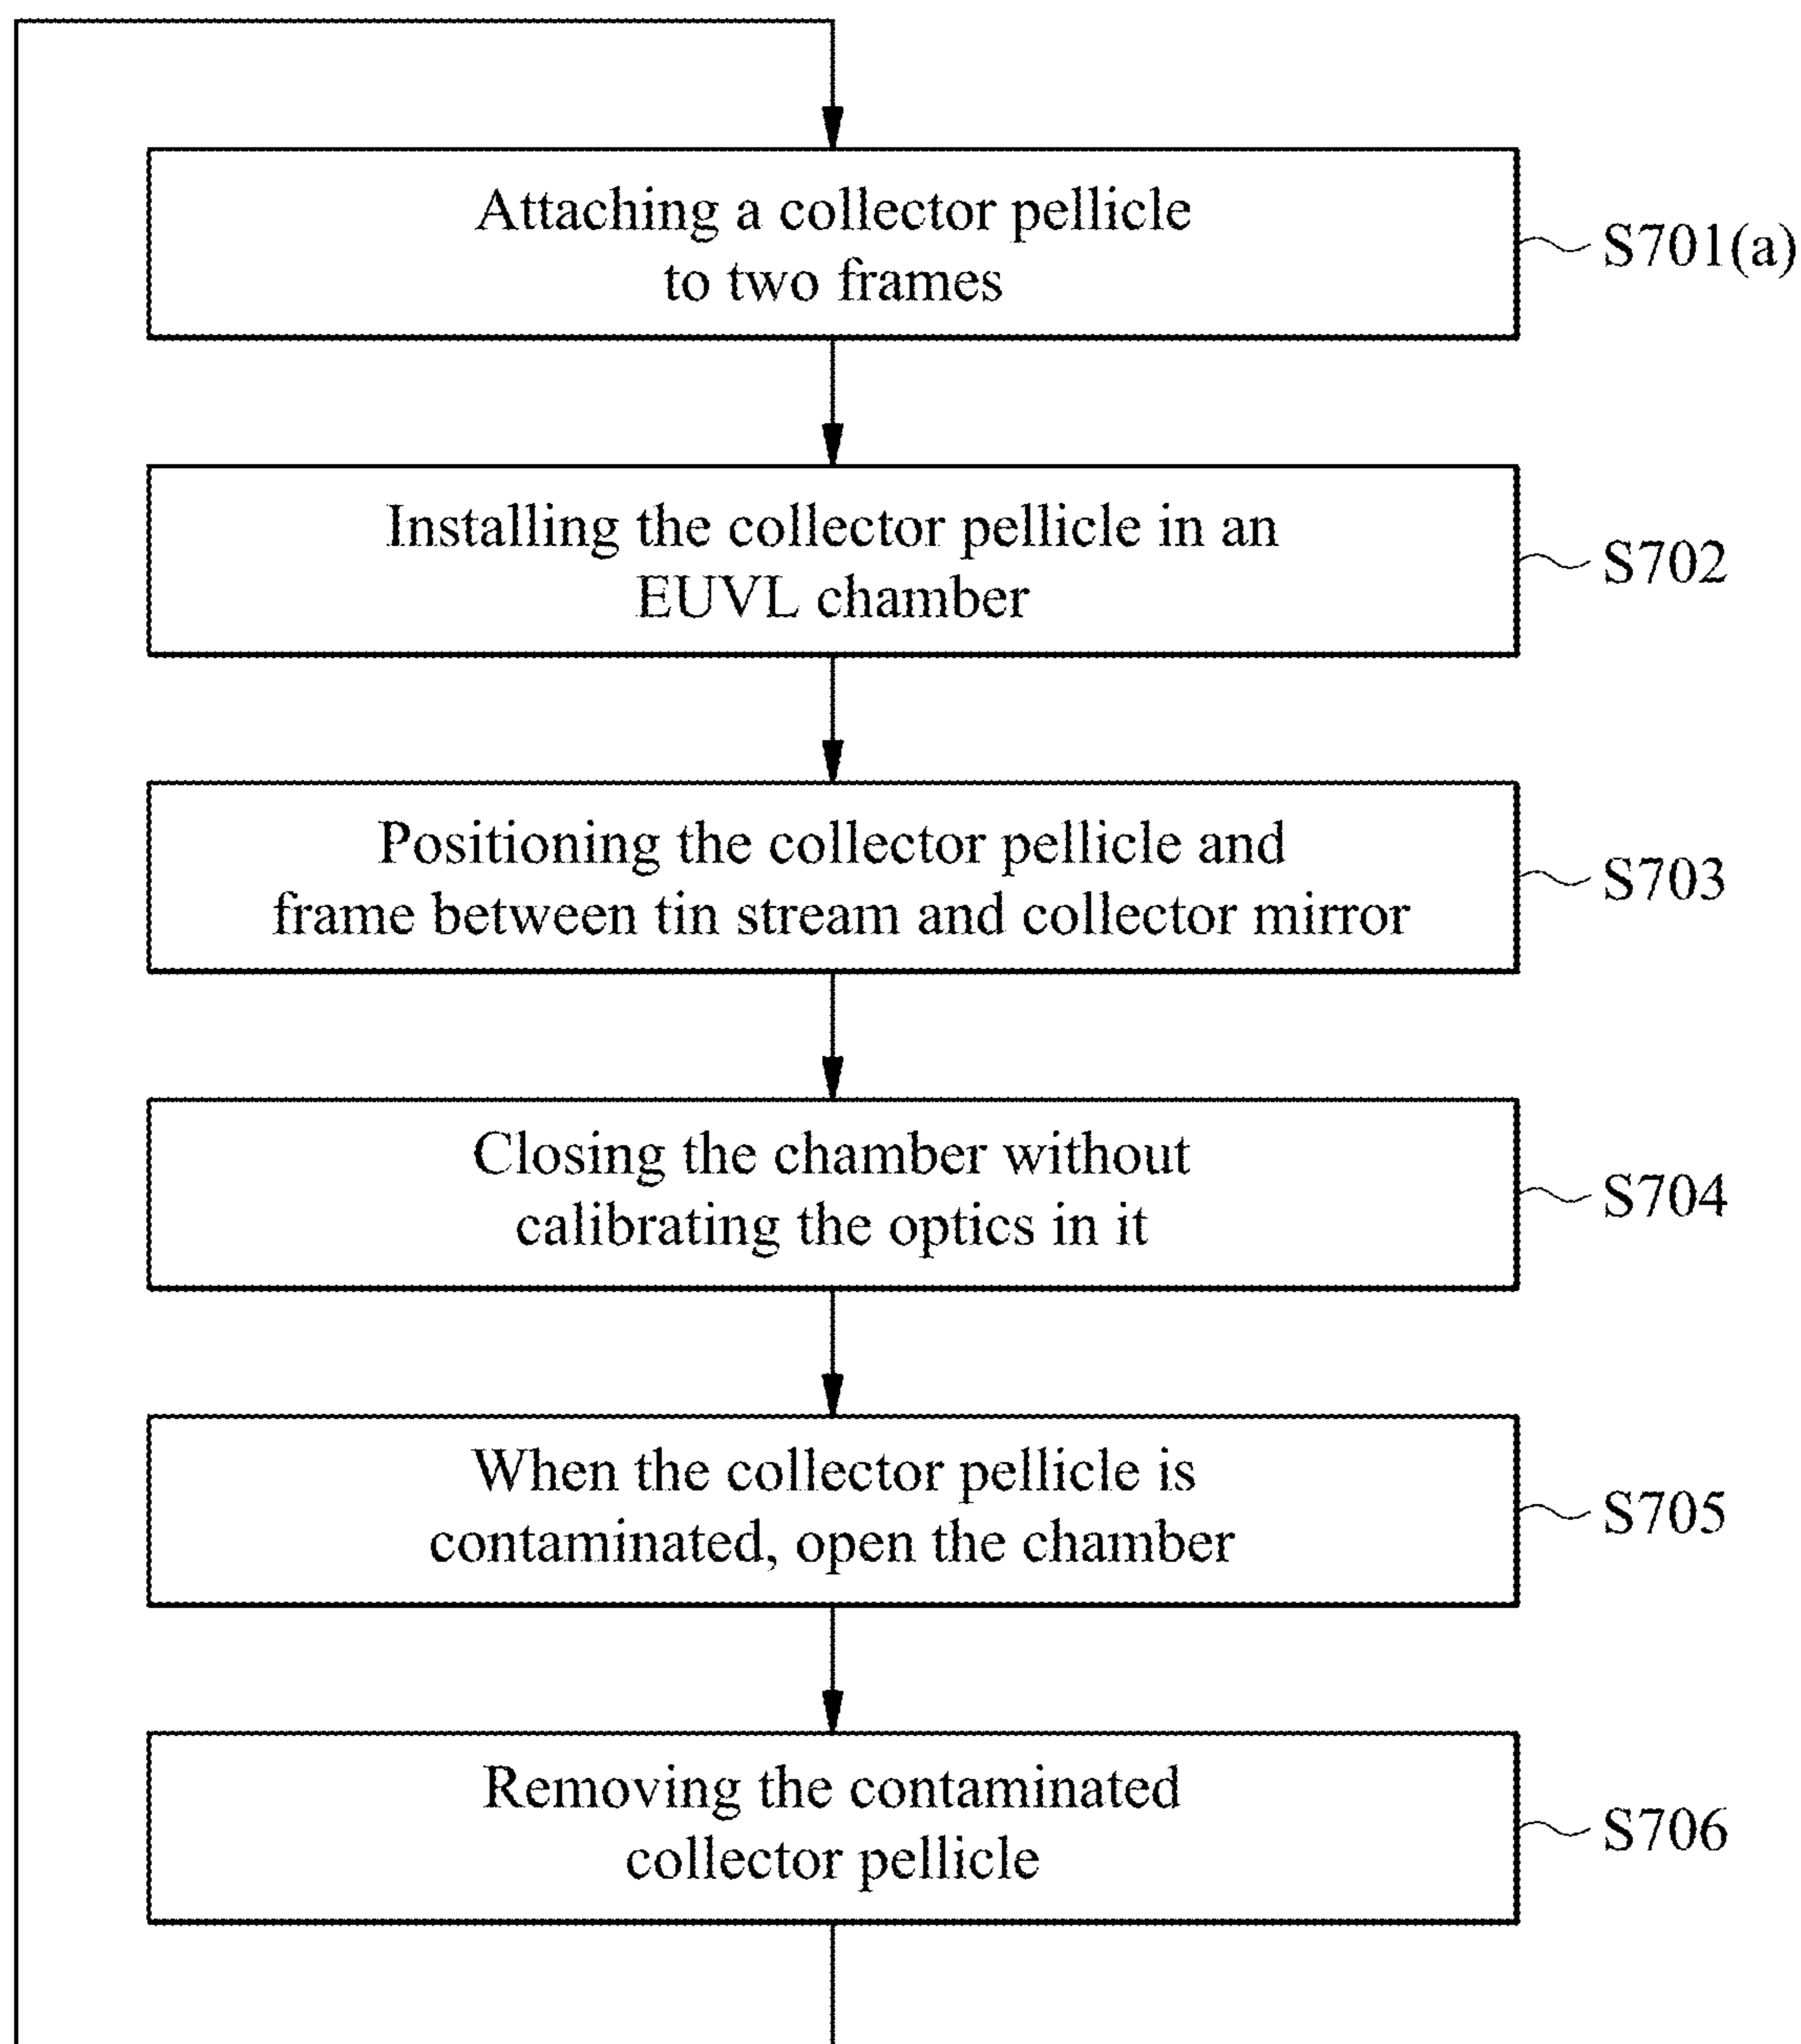 Attaching a collector pellicle
to two frames
S701(a)
Installing the collector pellicle in an
EUVL chamber
S702
Positioning the collector pellicle and
frame between tin stream and collector mirror
S703
Closing the chamber without
calibrating the optics in it
S704
When the collector pellicle is
contaminated, open the chamber
S705
Removing the contaminated
collector pellicle
S706